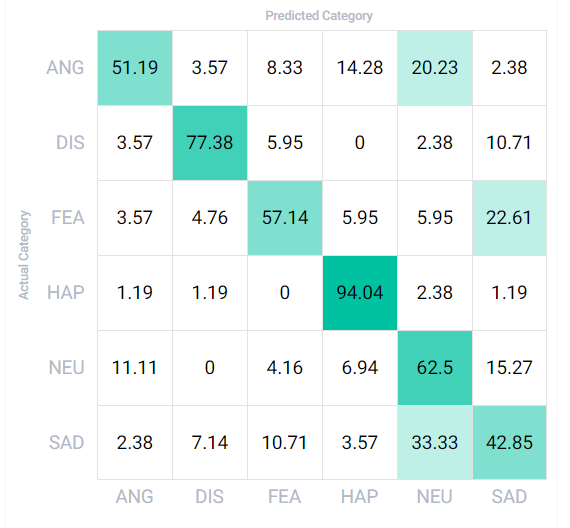 Predicted Category
Actual Category
ANG 51.19 3.57 8.33 14.28 20.23 2.38
DIS 3.57 77.38 5.95 0 2.38 10.71
FEA 3.57 4.76 57.14 5.95 5.95 22.61
HAP 1.19 1.19 0 94.04 2.38 1.19
NEU 11.11 0 4.16 6.94 62.5 15.27
SAD 2.38 7.14 10.71 3.57 33.33 42.85
ANG DIS FEA HAP NEU SAD